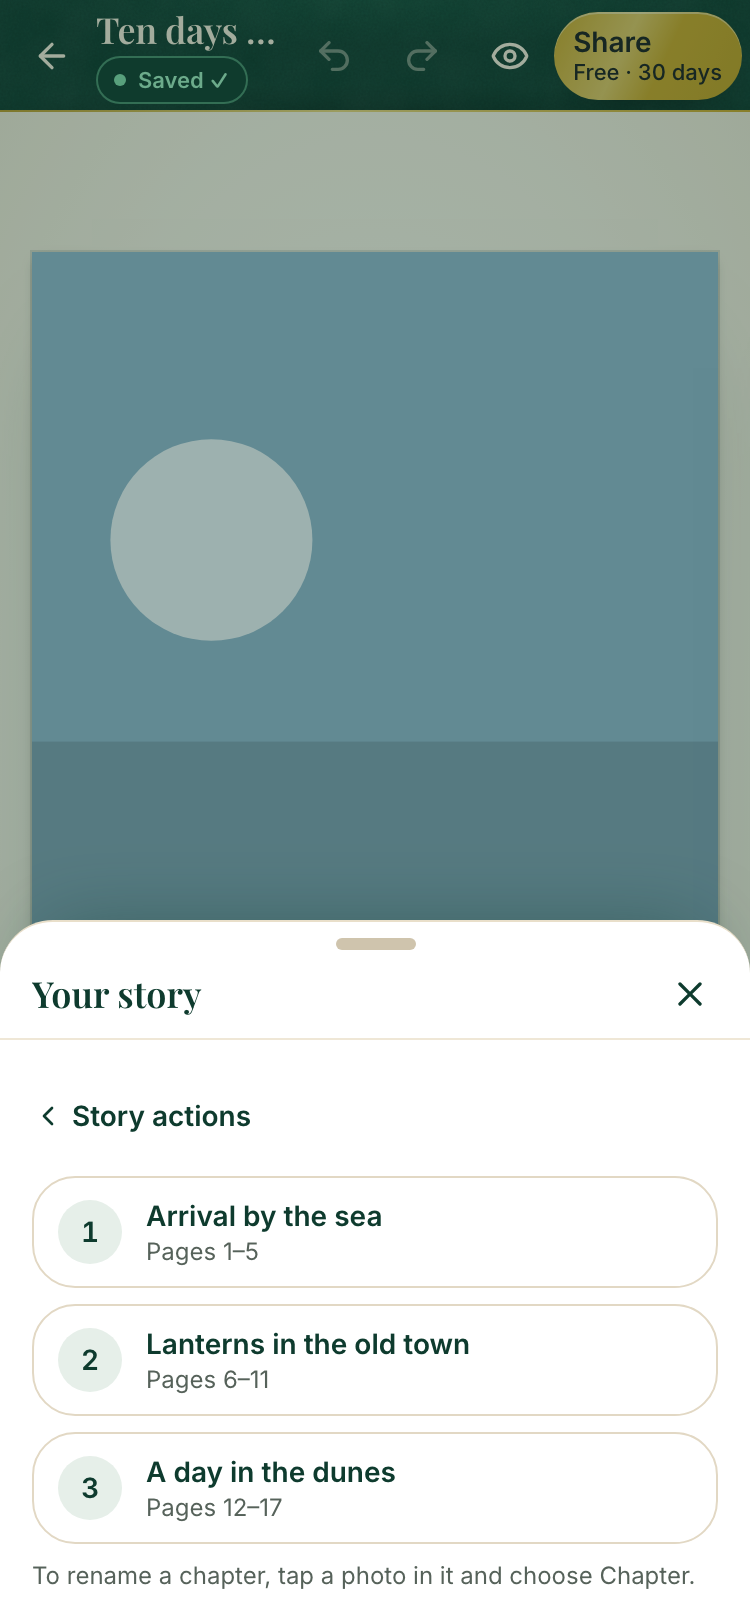 Ten days ...
Saved ✓
Share
Free · 30 days
Your story
Story actions
1
Arrival by the sea
Pages 1–5
2
Lanterns in the old town
Pages 6–11
3
A day in the dunes
Pages 12–17
To rename a chapter, tap a photo in it and choose Chapter.